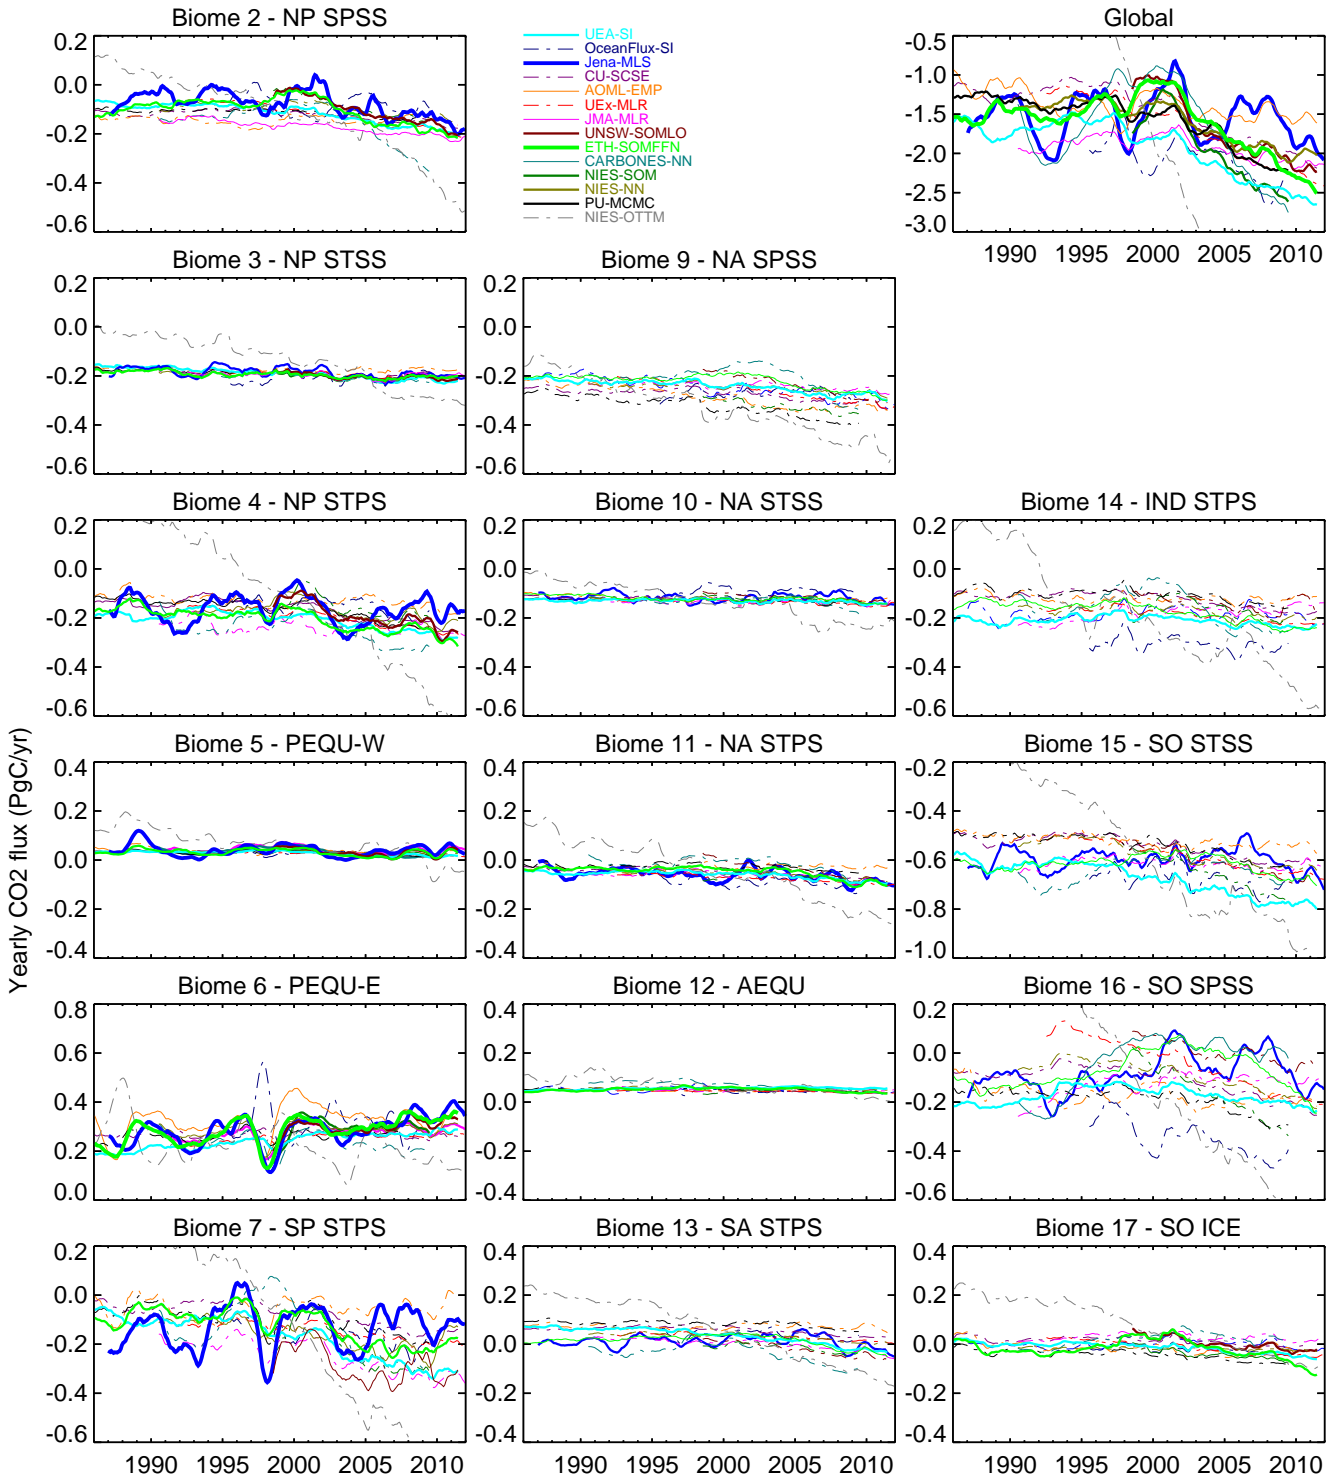 Biome 2 - NP SPSS
0.2
0.0
-0.2
-0.4
-0.6
UEA-SI
OceanFlux-SI
Jena-MLS
CU-SCSE
AOML-EMP
UEx-MLR
JMA-MLR
UNSW-SOMLO
ETH-SOMFFN
CARBONES-NN
NIES-SOM
NIES-NN
PU-MCMC
NIES-OTTM
Global
-0.5
-1.0
-1.5
-2.0
-2.5
-3.0
1990 1995 2000 2005 2010
Biome 3 - NP STSS
0.2
0.0
-0.2
-0.4
-0.6
Biome 9 - NA SPSS
0.2
0.0
-0.2
-0.4
-0.6
Biome 4 - NP STPS
0.2
0.0
-0.2
-0.4
-0.6
Biome 10 - NA STSS
0.2
0.0
-0.2
-0.4
-0.6
Biome 14 - IND STPS
0.2
0.0
-0.2
-0.4
-0.6
Yearly CO2 flux (PgC/yr)
Biome 5 - PEQU-W
0.4
0.2
0.0
-0.2
-0.4
Biome 11 - NA STPS
0.4
0.2
0.0
-0.2
-0.4
Biome 15 - SO STSS
-0.2
-0.4
-0.6
-0.8
-1.0
Biome 6 - PEQU-E
0.8
0.6
0.4
0.2
0.0
Biome 12 - AEQU
0.4
0.2
0.0
-0.2
-0.4
Biome 16 - SO SPSS
0.2
0.0
-0.2
-0.4
-0.6
Biome 7 - SP STPS
0.2
0.0
-0.2
-0.4
-0.6
1990 1995 2000 2005 2010
Biome 13 - SA STPS
0.4
0.2
0.0
-0.2
-0.4
1990 1995 2000 2005 2010
Biome 17 - SO ICE
0.4
0.2
0.0
-0.2
-0.4
1990 1995 2000 2005 2010